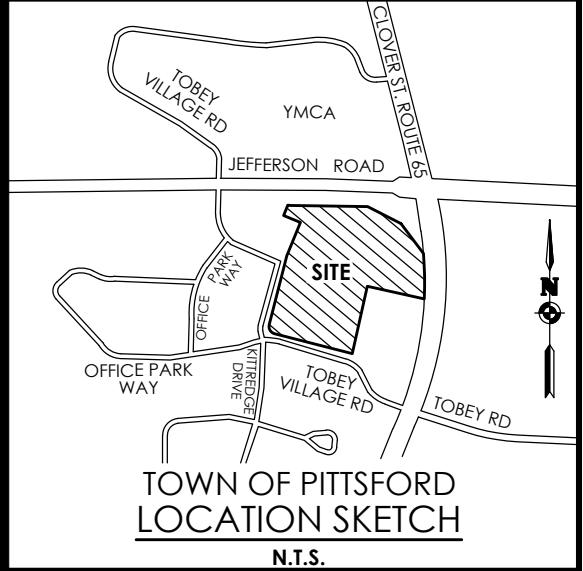 CLOVER ST. ROUTE 65
TOBEY
VILLAGE RD
YMCA
JEFFERSON ROAD
OFFICE
PARK
WAY
SITE
N
OFFICE PARK
WAY
KITTREDGE
DRIVE
TOBEY
VILLAGE RD
TOBEY RD
TOWN OF PITTSFORD
LOCATION SKETCH
N.T.S.